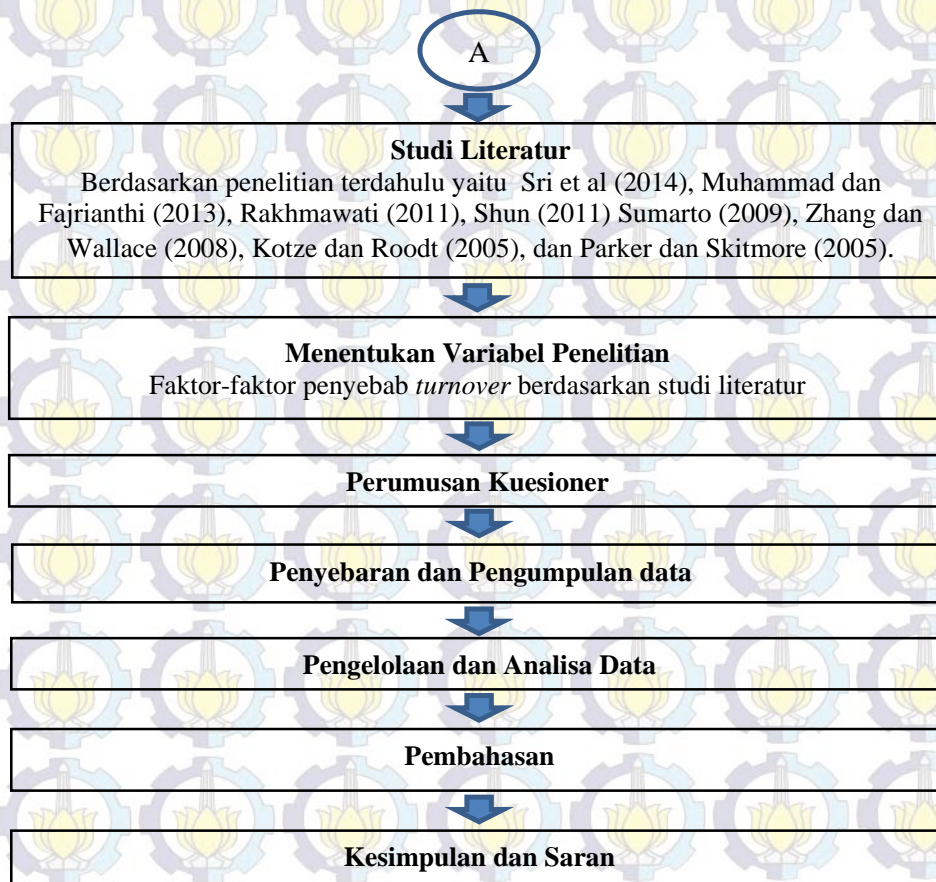 A
Studi Literatur
Berdasarkan penelitian terdahulu yaitu Sri et al (2014), Muhammad dan
Fajrianthi (2013), Rakhmawati (2011), Shun (2011) Sumarto (2009), Zhang dan
Wallace (2008), Kotze dan Roodt (2005), dan Parker dan Skitmore (2005).
Menentukan Variabel Penelitian
Faktor-faktor penyebab turnover berdasarkan studi literatur
Perumusan Kuesioner
Penyebaran dan Pengumpulan data
Pengelolaan dan Analisa Data
Pembahasan
Kesimpulan dan Saran